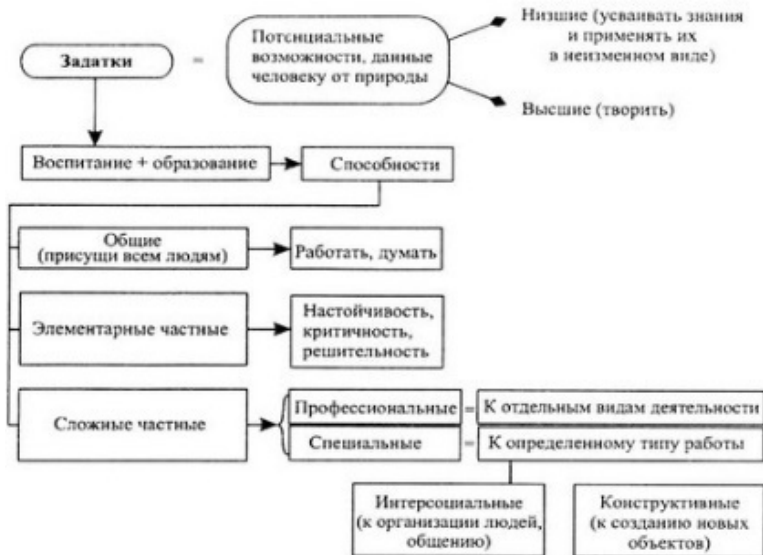 Задатки
=
Потенциальные
возможности, данные
человеку от природы
Низшие (усваивать знания
и применять их
в неизменном виде)
Высшие (творить)
Воспитание + образование
Способности
Общие
(присущи всем людям)
Работать, думать
Элементарные частные
Настойчивость,
критичность,
решительность
Сложные частные
Профессиональные = К отдельным видам деятельности
Специальные = К определенному типу работы
Интерсоциальные
(к организации людей,
общению)
Конструктивные
(к созданию новых
объектов)